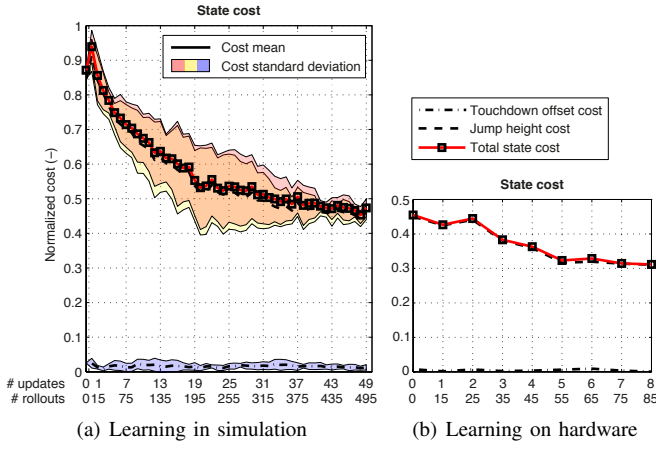 State cost
1
0.9
0.8
0.7
0.6
0.5
0.4
0.3
0.2
0.1
0
Normalized cost (−)
Cost mean
Cost standard deviation
# updates 0 1 7 13 19 25 31 37 43 49
# rollouts 0 15 75 135 195 255 315 375 435 495
(a) Learning in simulation
Touchdown offset cost
Jump height cost
Total state cost
State cost
0.5
0.4
0.3
0.2
0.1
0
0 1 2 3 4 5 6 7 8
0 15 25 35 45 55 65 75 85
(b) Learning on hardware